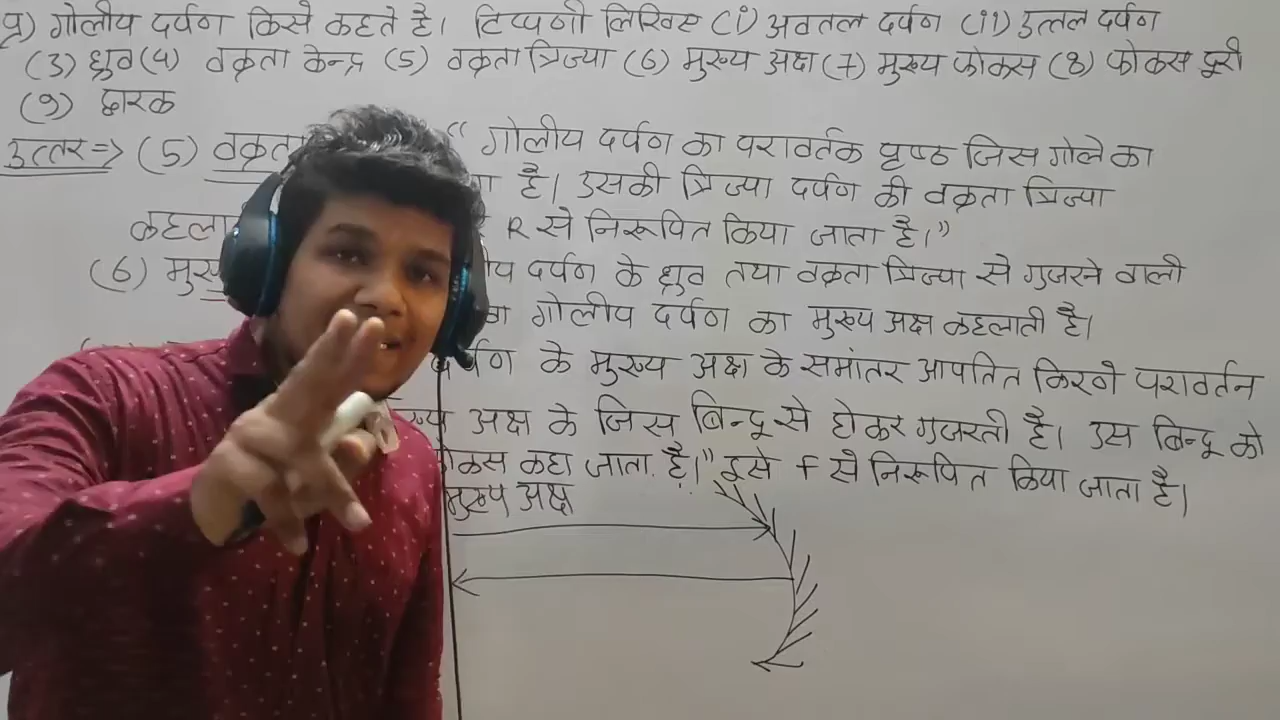 प्र) गोलीय दर्पण किसे कहते है। टिप्पणी लिखिए (i) अवतल दर्पण (ii) उत्तल दर्पण
(3) ध्रुव (4) वक्रता केन्द्र (5) वक्रता त्रिज्या (6) मुख्य अक्ष (7) मुख्य फोकस (8) फोकस दूरी
(9) द्वारक
उत्तर=> (5) वक्रता “ गोलीय दर्पण का परावर्तक पृष्ठ जिस गोले का
है। उसकी त्रिज्या दर्पण की वक्रता त्रिज्या
R से निरूपित किया जाता है।”
(6) दर्पण के ध्रुव तथा वक्रता त्रिज्या से गुजरने वाली
गोलीय दर्पण का मुख्य अक्ष कहलाती है।
दर्पण के मुख्य अक्ष के समांतर आपतित किरणे परावर्तन
अक्ष के जिस बिन्दू से होकर गुजरती है। उस बिन्दू को
कहा जाता है।” इसे f से निरूपित किया जाता है।
मुख्य अक्ष